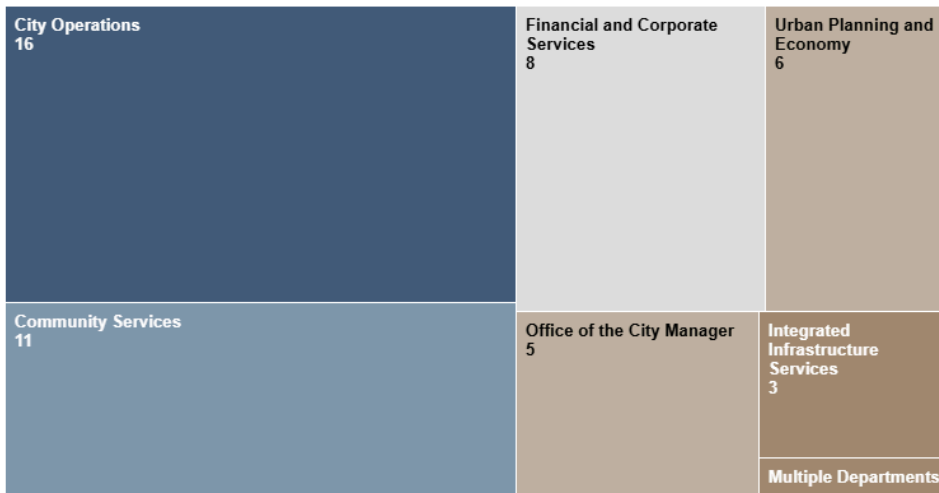 City Operations
16
Financial and Corporate
Services
8
Urban Planning and
Economy
6
Community Services
11
Office of the City Manager
5
Integrated
Infrastructure
Services
3
Multiple Departments